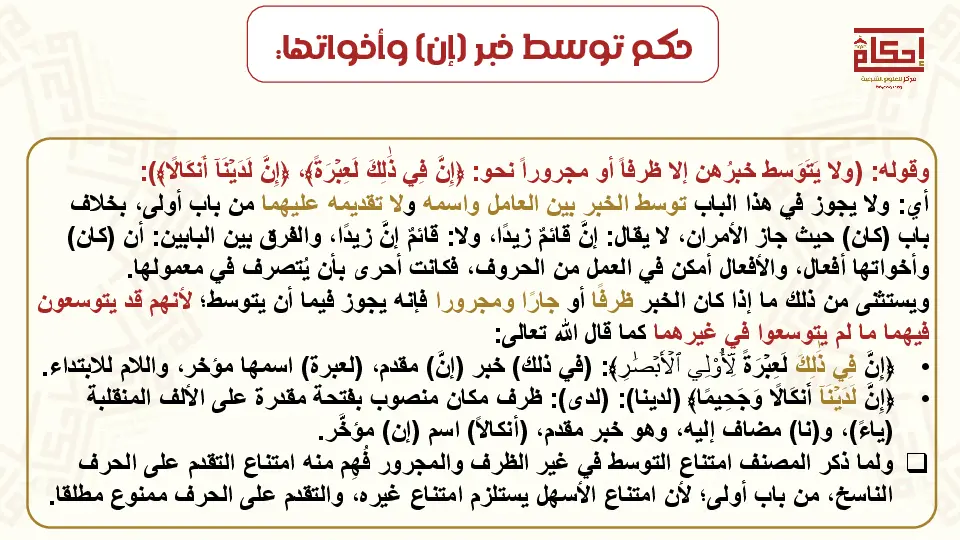 حكم توسط خبر (إن) وأخواتها:
إحكام
مركز للعلوم الشرعية
وقوله: (ولا يَتَوَسط خبرُهن إلا ظرفاً أو مجروراً نحو: ﴿إِنَّ فِي ذَٰلِكَ لَعِبْرَةً﴾، ﴿إِنَّ لَدَيْنَآ أَنكَالًا﴾):
أي: ولا يجوز في هذا الباب توسط الخبر بين العامل واسمه ولا تقديمه عليهما من باب أولى، بخلاف
باب (كان) حيث جاز الأمران، لا يقال: إنَّ قائمٌ زيدًا، ولا: قائمٌ إنَّ زيدًا، والفرق بين البابين: أن (كان)
وأخواتها أفعال، والأفعال أمكن في العمل من الحروف، فكانت أحرى بأن يُتصرف في معمولها.
ويستثنى من ذلك ما إذا كان الخبر ظرفًا أو جارًا ومجرورا فإنه يجوز فيما أن يتوسط؛ لأنهم قد يتوسعون
فيهما ما لم يتوسعوا في غيرهما كما قال الله تعالى:
• ﴿إِنَّ فِي ذَٰلِكَ لَعِبْرَةً لِّأُوْلِي ٱلْأَبْصَٰرِ﴾: (في ذلك) خبر (إنَّ) مقدم، (لعبرة) اسمها مؤخر، واللام للابتداء.
• ﴿إِنَّ لَدَيْنَآ أَنكَالًا وَجَحِيمًا﴾ (لدينا): (لدى): ظرف مكان منصوب بفتحة مقدرة على الألف المنقلبة
(ياءً)، و(نا) مضاف إليه، وهو خبر مقدم، (أنكالاً) اسم (إن) مؤخَّر.
❑ ولما ذكر المصنف امتناع التوسط في غير الظرف والمجرور فُهِم منه امتناع التقدم على الحرف
الناسخ، من باب أولى؛ لأن امتناع الأسهل يستلزم امتناع غيره، والتقدم على الحرف ممنوع مطلقا.